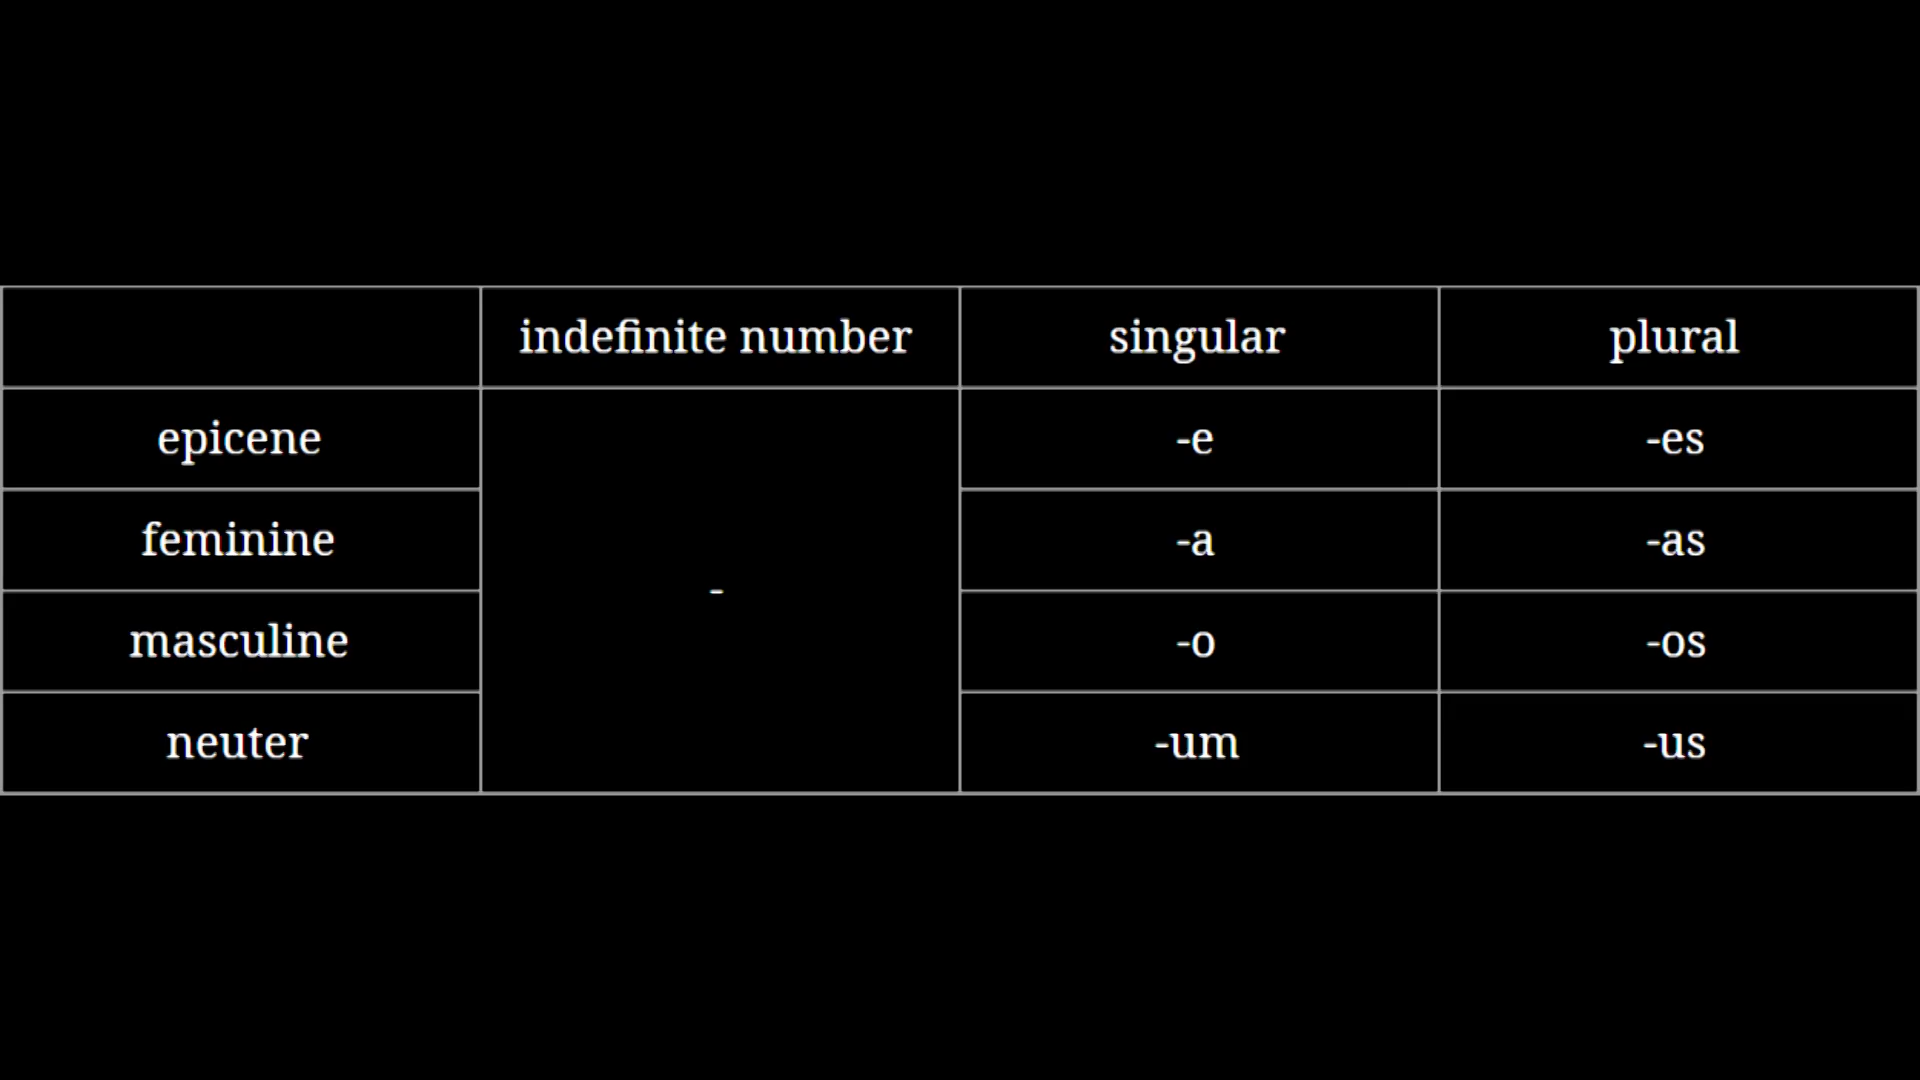 indefinite number singular plural
epicene - -e -es
feminine -a -as
masculine -o -os
neuter -um -us